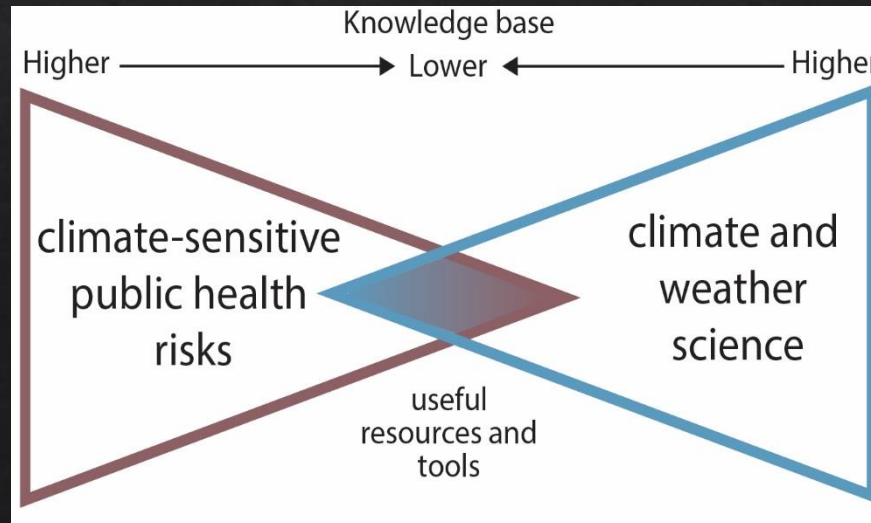 Knowledge base
Higher Lower Higher
climate-sensitive
public health
risks
climate and
weather
science
useful
resources and
tools